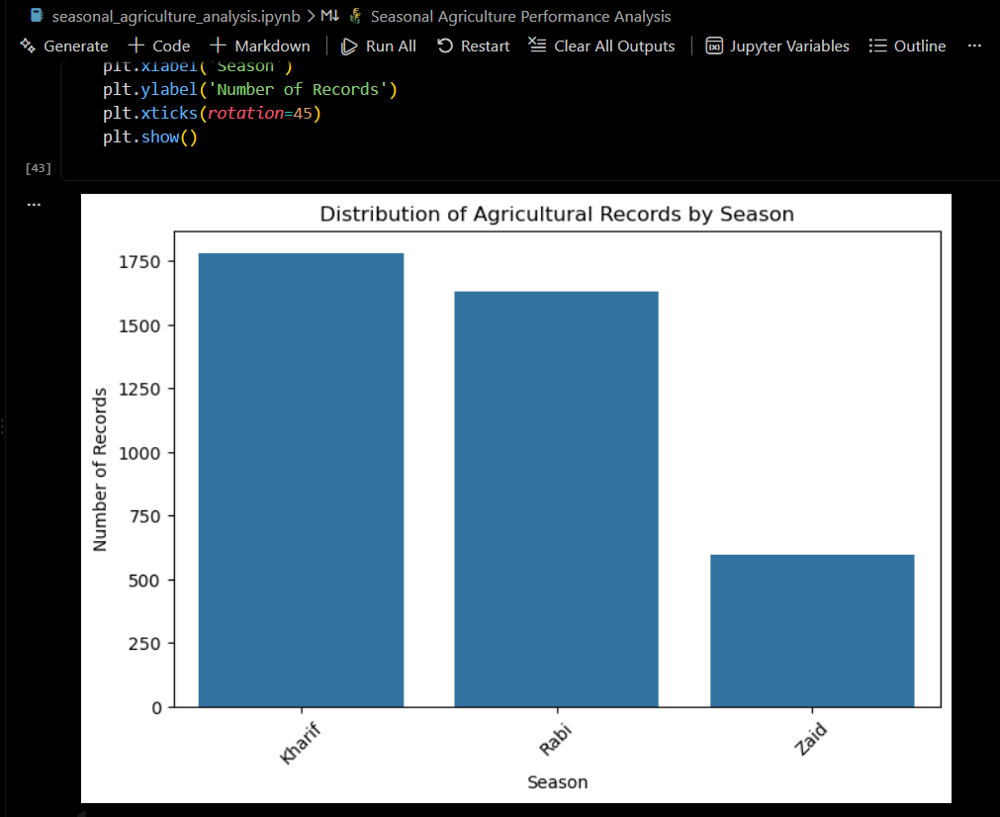 seasonal_agriculture_analysis.ipynb > M↓ Seasonal Agriculture Performance Analysis
Generate + Code + Markdown | Run All Restart Clear All Outputs | Jupyter Variables Outline ...
plt.xlabel('Season')
plt.ylabel('Number of Records')
plt.xticks(rotation=45)
plt.show()
[43]
...
Distribution of Agricultural Records by Season
1750
1500
1250
1000
750
500
250
0
Number of Records
Kharif
Rabi
Zaid
Season